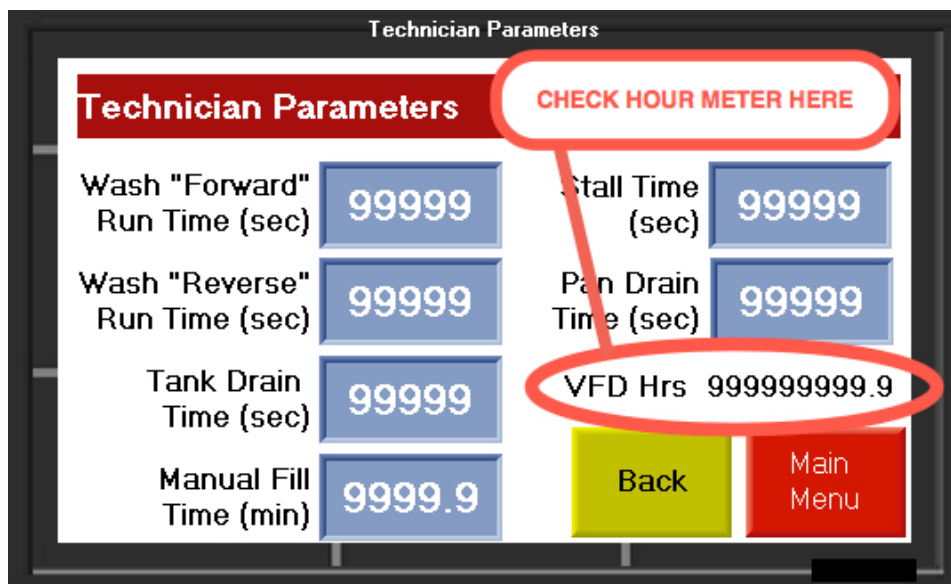 Technician Parameters
Technician Parameters
CHECK HOUR METER HERE
Wash "Forward"
Run Time (sec)
99999
Stall Time
(sec)
99999
Wash "Reverse"
Run Time (sec)
99999
Pan Drain
Time (sec)
99999
Tank Drain
Time (sec)
99999
VFD Hrs 999999999.9
Manual Fill
Time (min)
9999.9
Back
Main
Menu